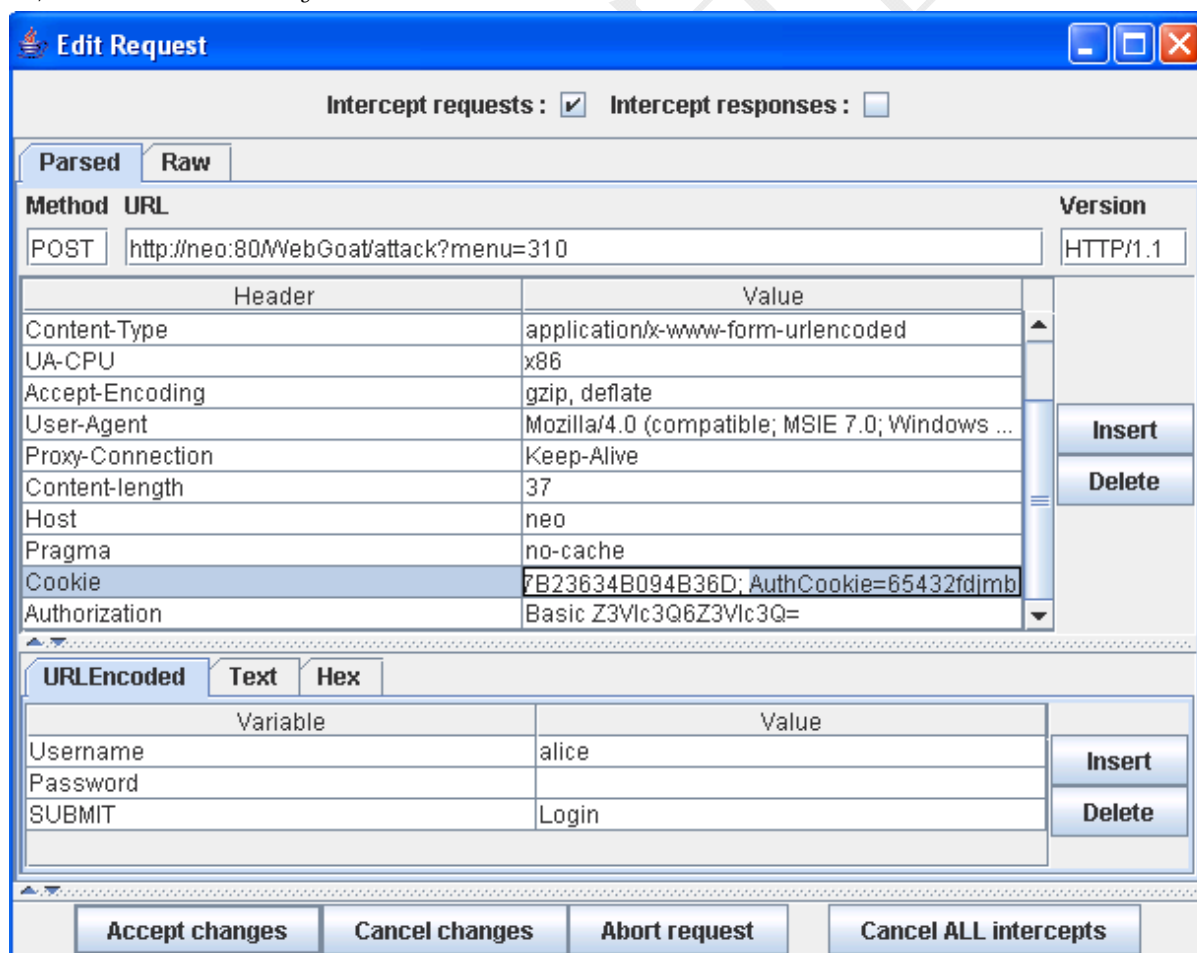 Edit Request
Intercept requests : Intercept responses :
Parsed Raw
Method URL Version
POST http://neo:80/WebGoat/attack?menu=310 HTTP/1.1
Header Value
Content-Type application/x-www-form-urlencoded
UA-CPU x86
Accept-Encoding gzip, deflate
User-Agent Mozilla/4.0 (compatible; MSIE 7.0; Windows ...
Proxy-Connection Keep-Alive
Insert
Content-length 37
Delete
Host neo
Pragma no-cache
Cookie 7B23634B094B36D; AuthCookie=65432fdjmb
Authorization Basic Z3Vlc3Q6Z3Vlc3Q=
URLEncoded Text Hex
Variable Value
Username alice
Insert
Password
SUBMIT Login
Delete
Accept changes Cancel changes Abort request Cancel ALL intercepts